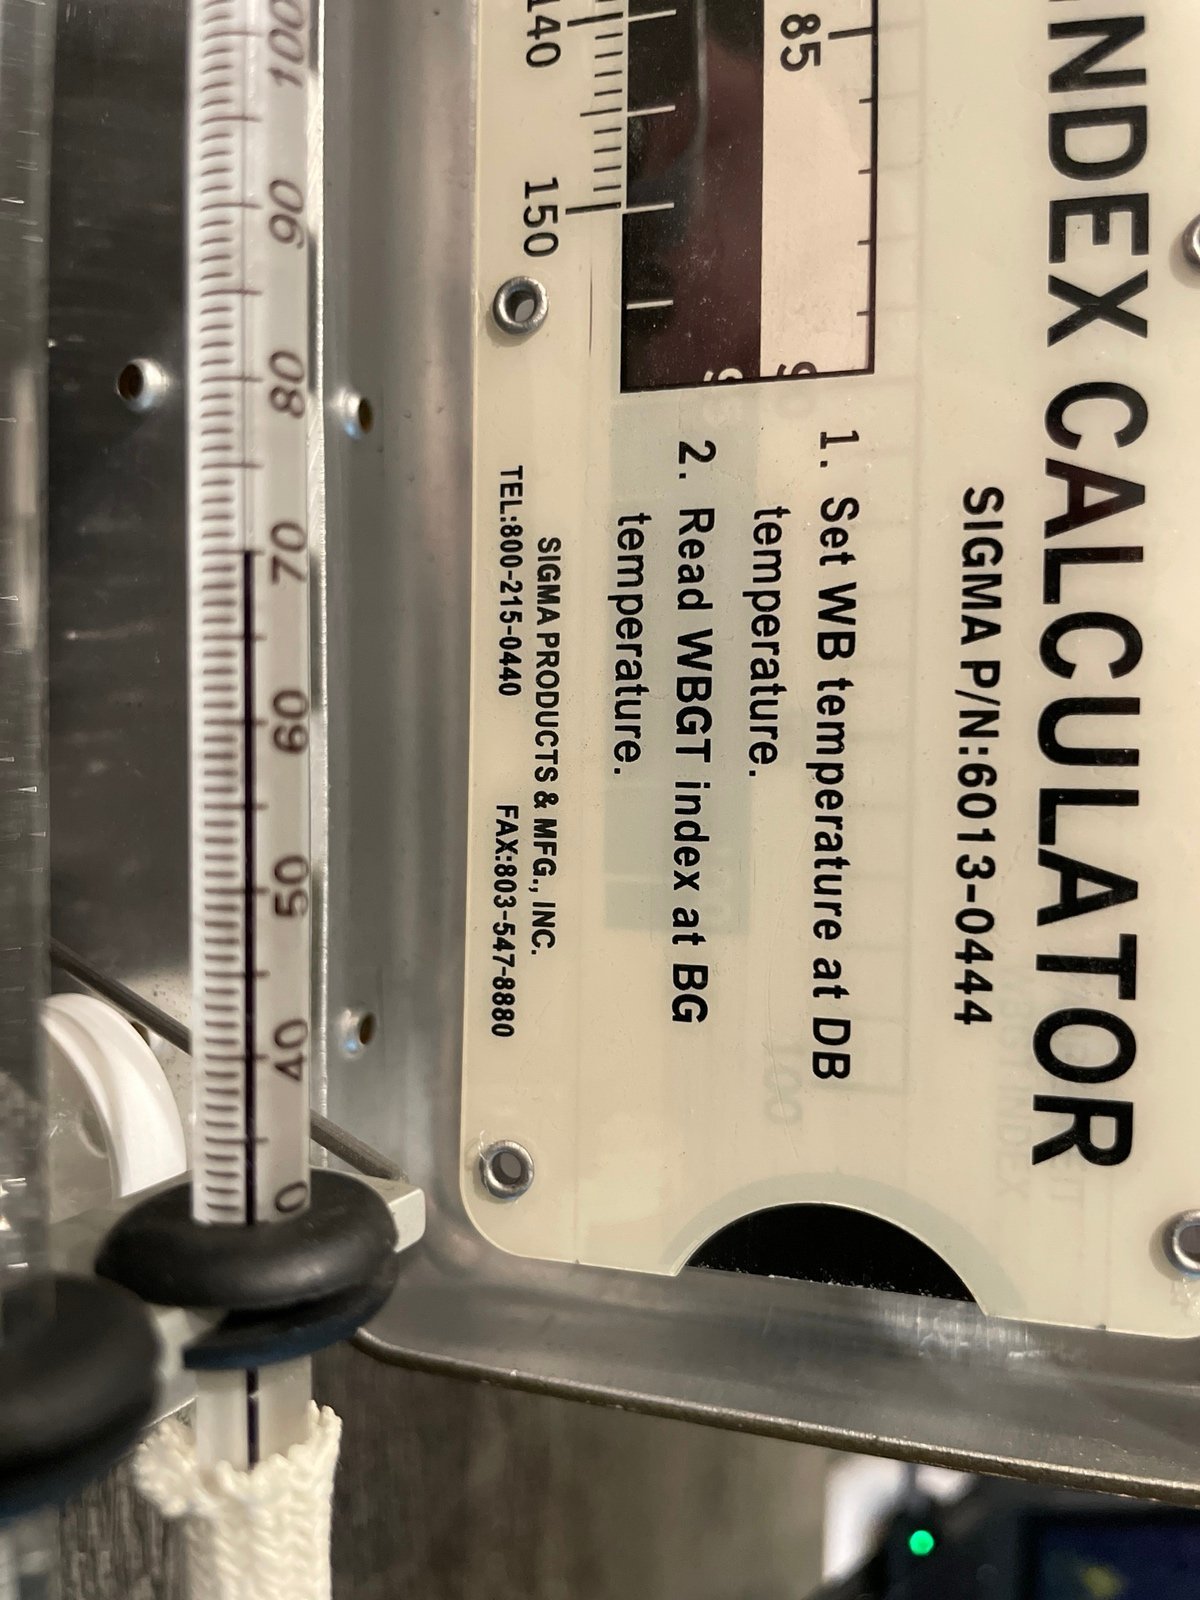 INDEX CALCULATOR
SIGMA P/N:6013-0444
1. Set WB temperature at DB
temperature.
2. Read WBGT index at BG
temperature.
85
140
150
SIGMA PRODUCTS & MFG., INC.
TEL:800-215-0440 FAX:803-547-8880
100
90
80
70
60
50
40